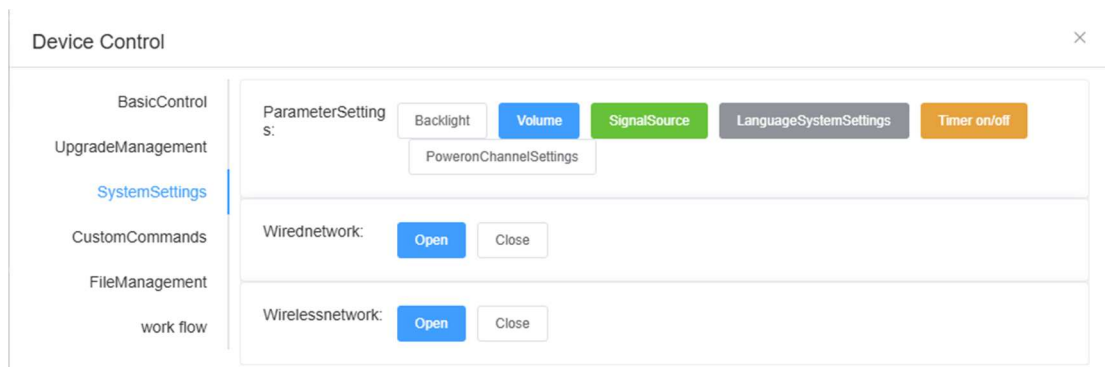 Device Control
BasicControl
UpgradeManagement
SystemSettings
CustomCommands
FileManagement
work flow
ParameterSetting
s:
Backlight Volume SignalSource LanguageSystemSettings Timer on/off
PoweronChannelSettings
Wirednetwork: Open Close
Wirelessnetwork: Open Close